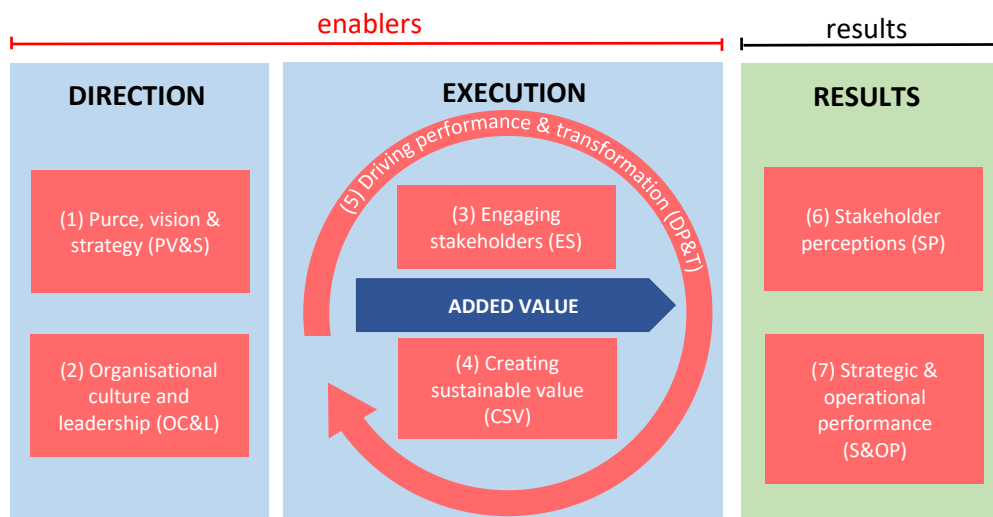 enablers
results
DIRECTION
EXECUTION
RESULTS
(1) Purce, vision &
strategy (PV&S)
(2) Organisational
culture and
leadership (OC&L)
(5) Driving performance & transformation (DP&T)
(3) Engaging
stakeholders (ES)
ADDED VALUE
(4) Creating
sustainable value
(CSV)
(6) Stakeholder
perceptions (SP)
(7) Strategic &
operational
performance
(S&OP)